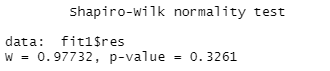 Shapiro-Wilk normality test
data:  fit1$res
W = 0.97732, p-value = 0.3261